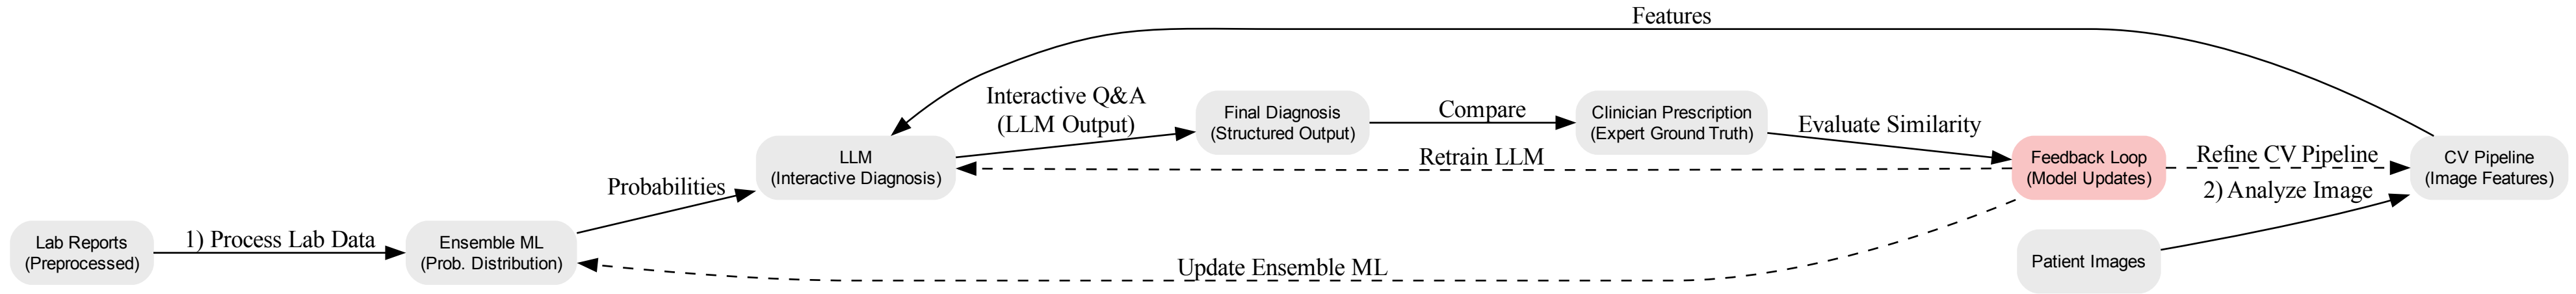 Features
Interactive Q&A
(LLM Output)
Final Diagnosis
(Structured Output)
Compare
Clinician Prescription
(Expert Ground Truth)
Evaluate Similarity
LLM
(Interactive Diagnosis)
Retrain LLM
Feedback Loop
(Model Updates)
Refine CV Pipeline
CV Pipeline
(Image Features)
Probabilities
2) Analyze Image
Lab Reports
(Preprocessed)
1) Process Lab Data
Ensemble ML
(Prob. Distribution)
Update Ensemble ML
Patient Images